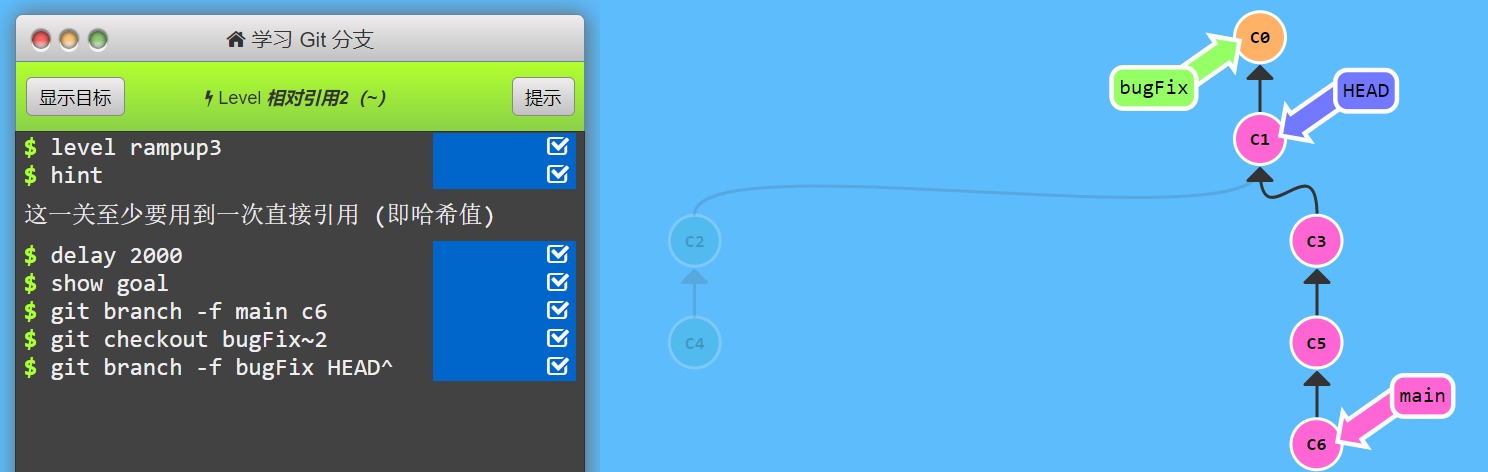 学习 Git 分支
显示目标
Level 相对引用2（~）
提示
$ level rampup3
$ hint
这一关至少要用到一次直接引用 (即哈希值)
$ delay 2000
$ show goal
$ git branch -f main c6
$ git checkout bugFix~2
$ git branch -f bugFix HEAD^
C0
bugFix
HEAD
C1
C2
C3
C4
C5
main
C6